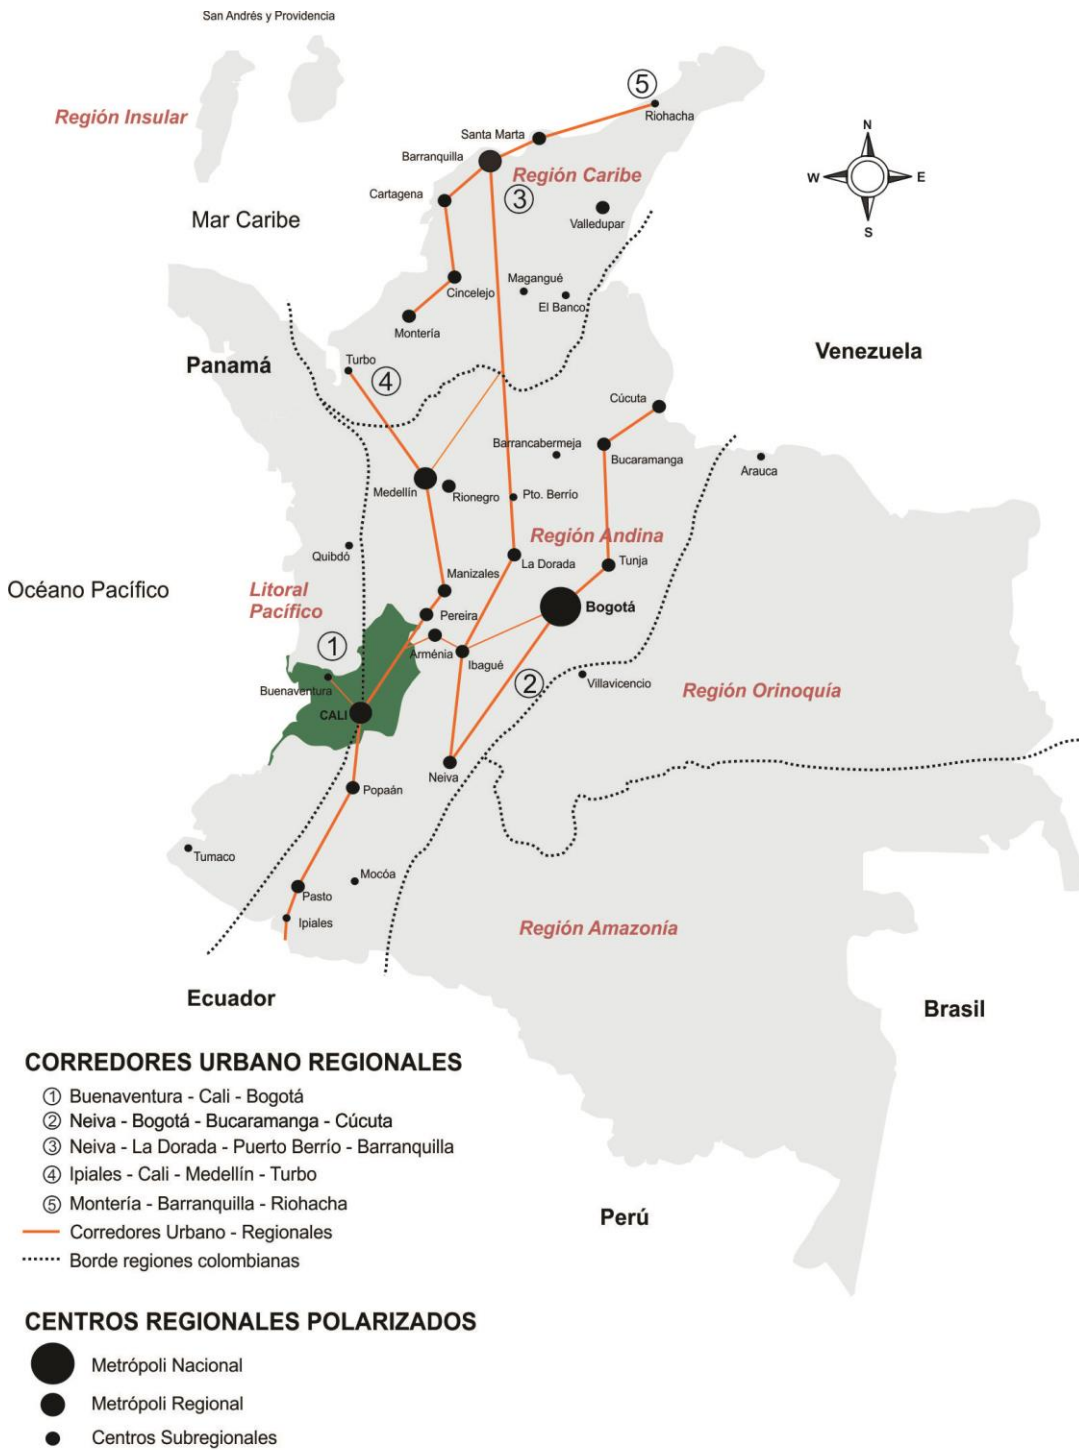 San Andrés y Providencia
5
Región Insular
Riohacha
Santa Marta
N
Barranquilla
Región Caribe
W
E
Cartagena
3
Mar Caribe
Valledupar
S
Magangué
Cincelejo
El Banco
Montería
Panamá
Turbo
Venezuela
4
Cúcuta
Barrancabermeja
Bucaramanga
Arauca
Medellín
Rionegro
Pto. Berrío
Región Andina
Quibdó
La Dorada
Tunja
Océano Pacífico
Litoral
Pacífico
Manizales
Bogotá
Pereira
1
Arménia
Ibagué
Buenaventura
2
Villavicencio
Región Orinoquía
CALI
Neiva
Popaán
Tumaco
Mocóa
Pasto
Ipiales
Región Amazonía
Ecuador
Brasil
CORREDORES URBANO REGIONALES
1 Buenaventura - Cali - Bogotá
2 Neiva - Bogotá - Bucaramanga - Cúcuta
3 Neiva - La Dorada - Puerto Berrío - Barranquilla
4 Ipiales - Cali - Medellín - Turbo
5 Montería - Barranquilla - Riohacha
Perú
Corredores Urbano - Regionales
Borde regiones colombianas
CENTROS REGIONALES POLARIZADOS
Metrópoli Nacional
Metrópoli Regional
Centros Subregionales